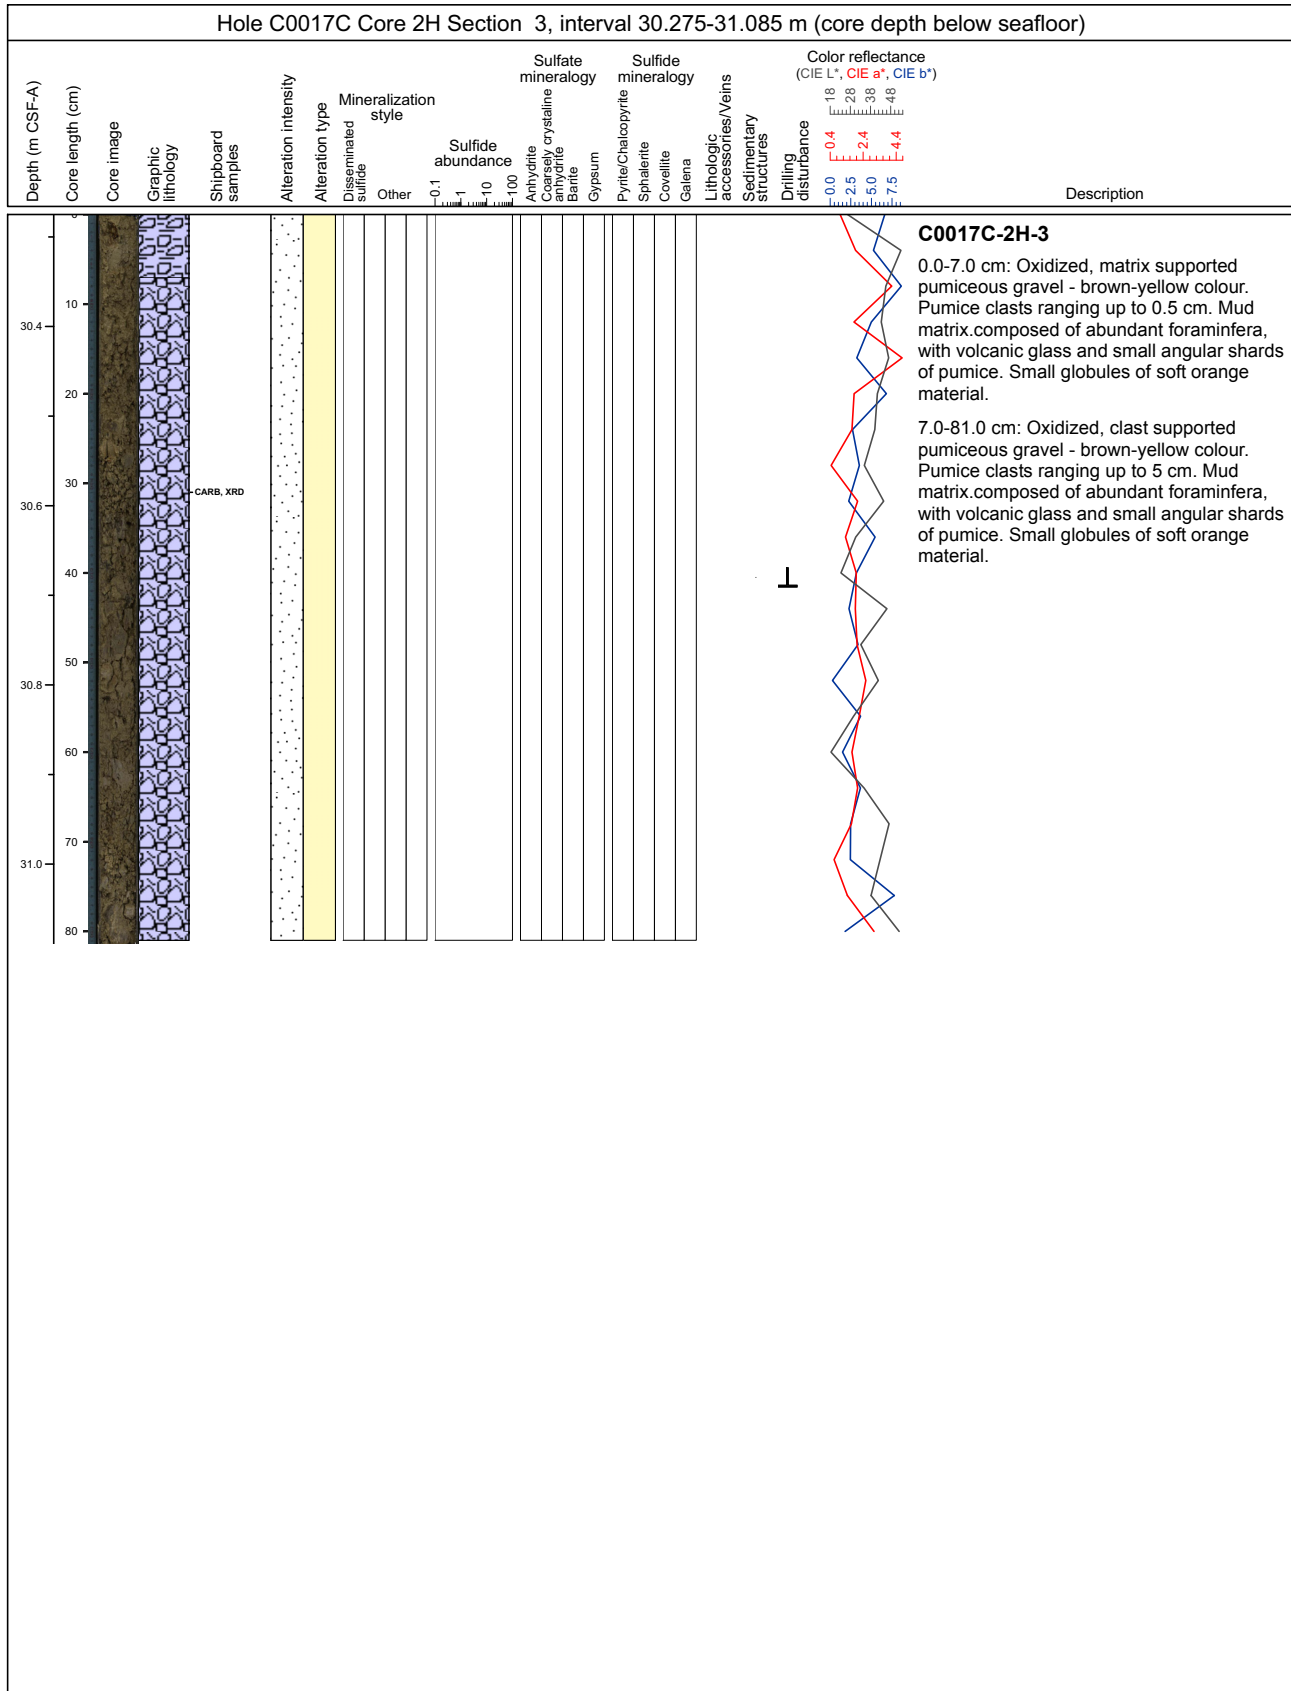 Hole C0017C Core 2H Section 3, interval 30.275-31.085 m (core depth below seafloor)
Depth (m CSF-A)
Core length (cm)
Core image
Graphic
lithology
Shipboard
samples
Alteration intensity
Alteration type
Mineralization
style
Disseminated
sulfide
Other
Sulfide
abundance
0.1
1
10
100
Sulfate
mineralogy
Anhydrite
Coarsely crystaline
anhydrite
Barite
Gypsum
Sulfide
mineralogy
Pyrite/Chalcopyrite
Sphalerite
Covellite
Galena
Lithologic
accessories/Veins
Sedimentary
structures
Drilling
disturbance
Color reflectance
(CIE L*, CIE a*, CIE b*)
18
28
38
48
0.4
2.4
4.4
0.0
2.5
5.0
7.5
Description
30.4
30.6
30.8
31.0
10
20
30
40
50
60
70
80
CARB, XRD
C0017C-2H-3
0.0-7.0 cm: Oxidized, matrix supported
pumiceous gravel - brown-yellow colour.
Pumice clasts ranging up to 0.5 cm. Mud
matrix.composed of abundant foraminfera,
with volcanic glass and small angular shards
of pumice. Small globules of soft orange
material.
7.0-81.0 cm: Oxidized, clast supported
pumiceous gravel - brown-yellow colour.
Pumice clasts ranging up to 5 cm. Mud
matrix.composed of abundant foraminfera,
with volcanic glass and small angular shards
of pumice. Small globules of soft orange
material.